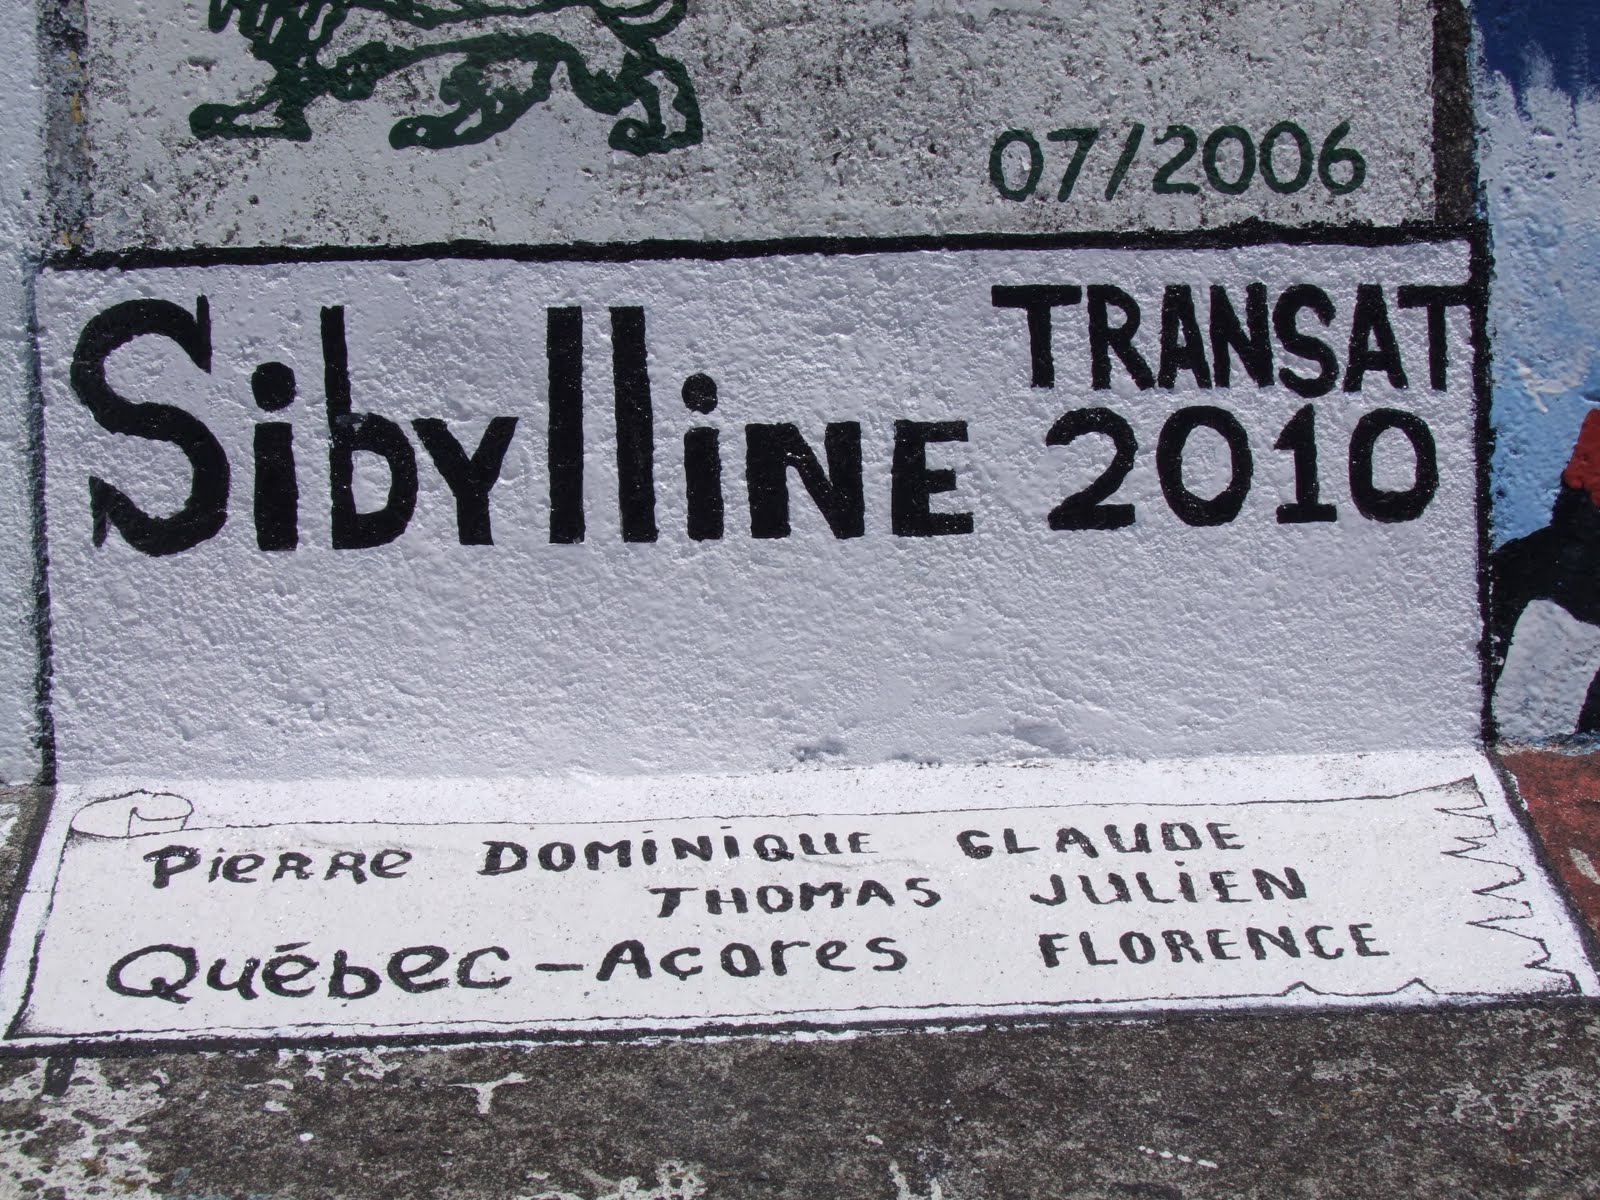 07/2006
Sibylline TRANSAT
2010
Pierre DOMINIQUE CLAUDE
THOMAS JULIEN
Québec - Açores FLORENCE